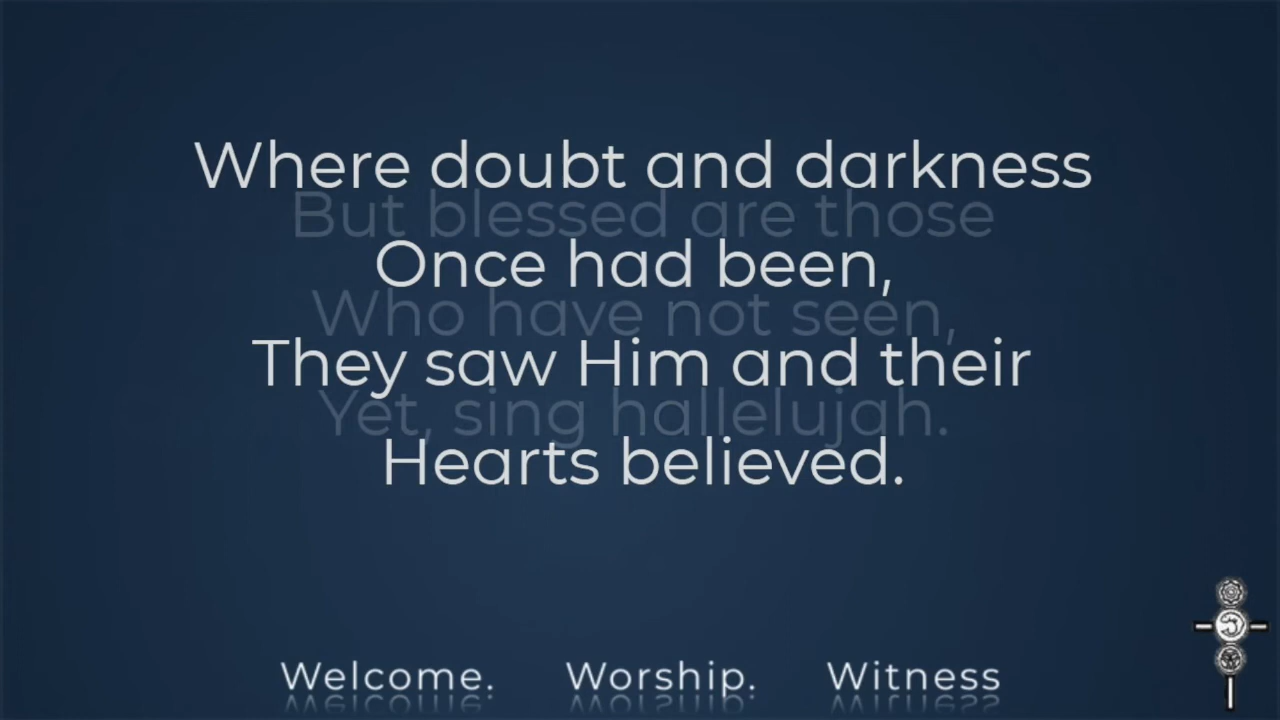 Where doubt and darkness
But blessed are those
Once had been,
Who have not seen,
They saw Him and their
Yet, sing hallelujah.
Hearts believed.
Welcome. Worship. Witness